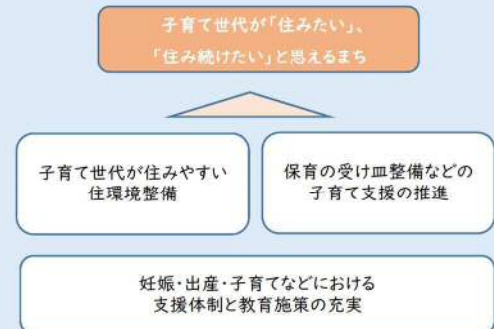 子育て世代が「住みたい」、
「住み続けたい」と思えるまち
子育て世代が住みやすい
住環境整備
保育の受け皿整備などの
子育て支援の推進
妊娠・出産・子育てなどにおける
支援体制と教育施策の充実